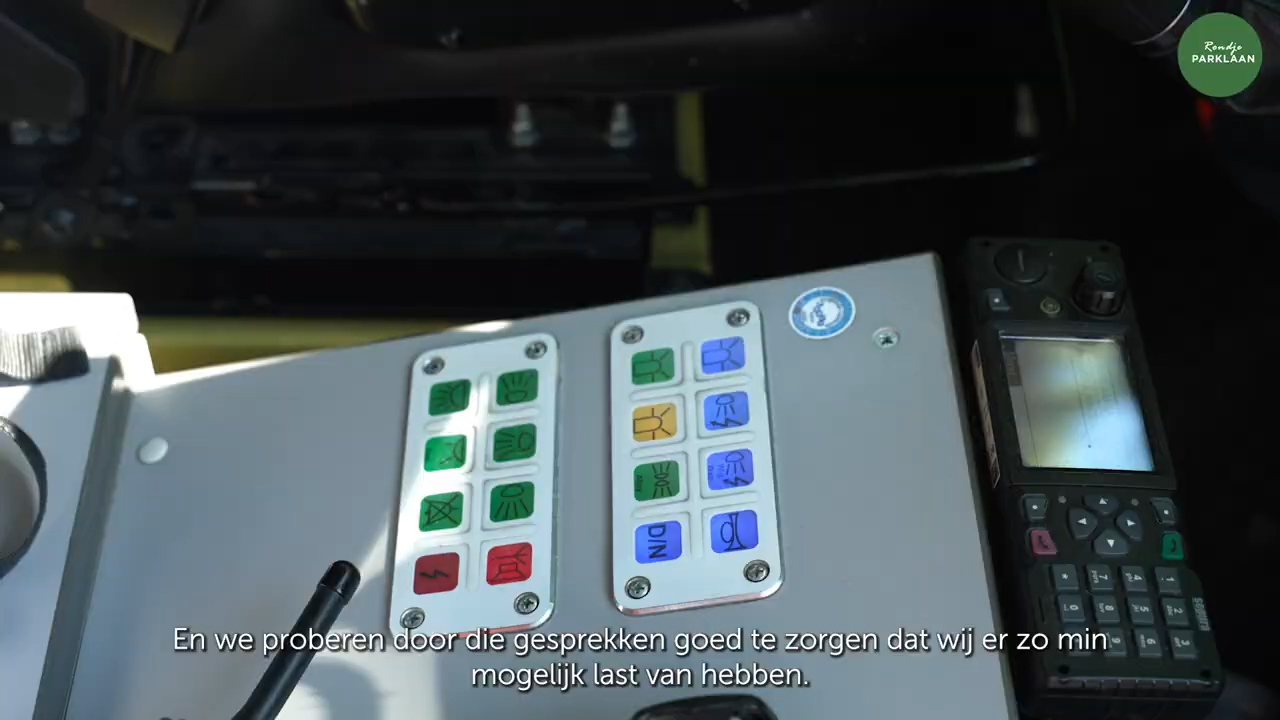 Rondje
PARKLAAN
D/N
En we proberen door die gesprekken goed te zorgen dat wij er zo min
mogelijk last van hebben.